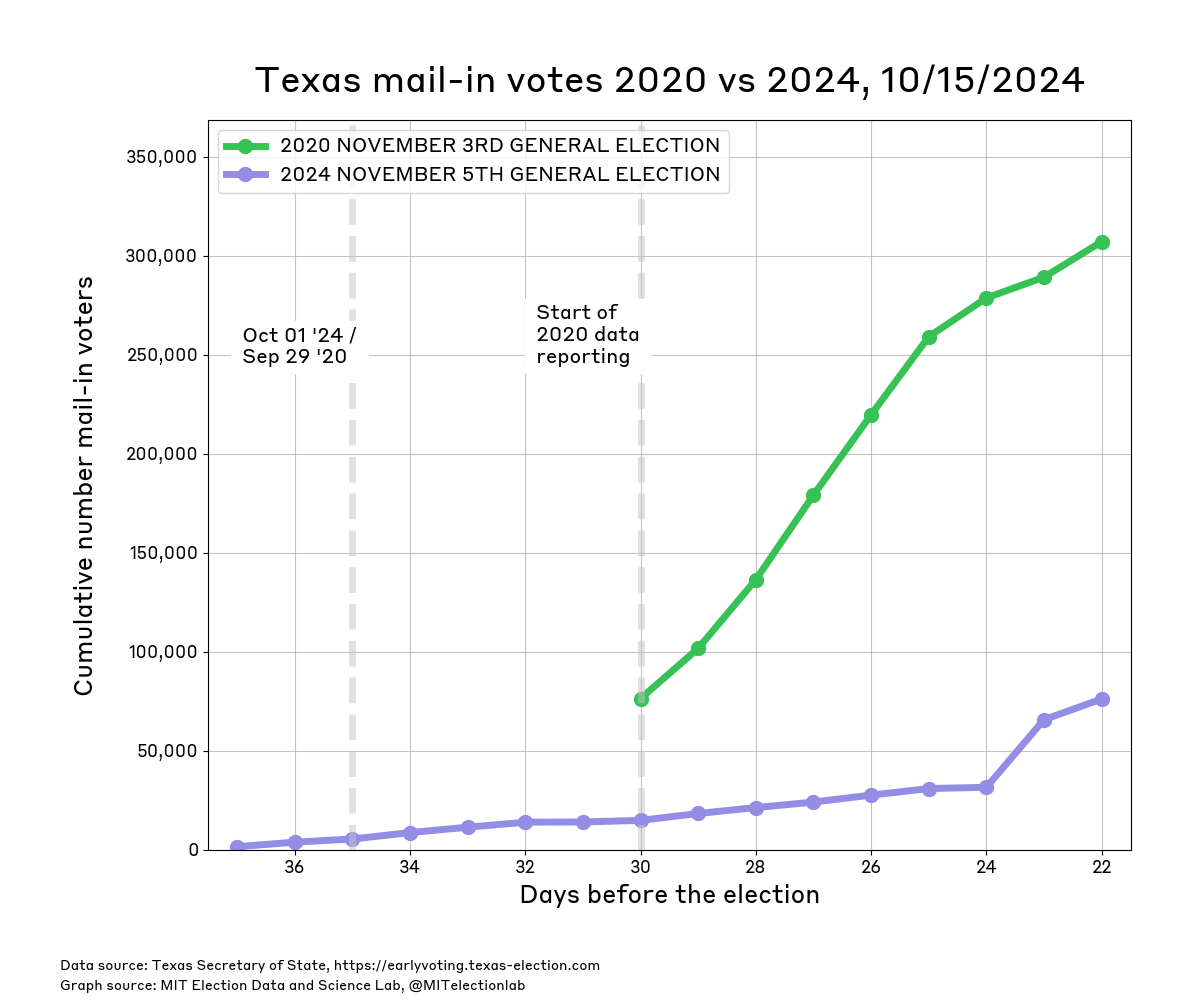 Texas mail-in votes 2020 vs 2024, 10/15/2024
2020 NOVEMBER 3RD GENERAL ELECTION
2024 NOVEMBER 5TH GENERAL ELECTION
350,000
300,000
250,000
200,000
150,000
100,000
50,000
0
Cumulative number mail-in voters
Oct 01 '24 /
Sep 29 '20
Start of
2020 data
reporting
36
34
32
30
28
26
24
22
Days before the election
Data source: Texas Secretary of State, https://earlyvoting.texas-election.com
Graph source: MIT Election Data and Science Lab, @MITelectionlab